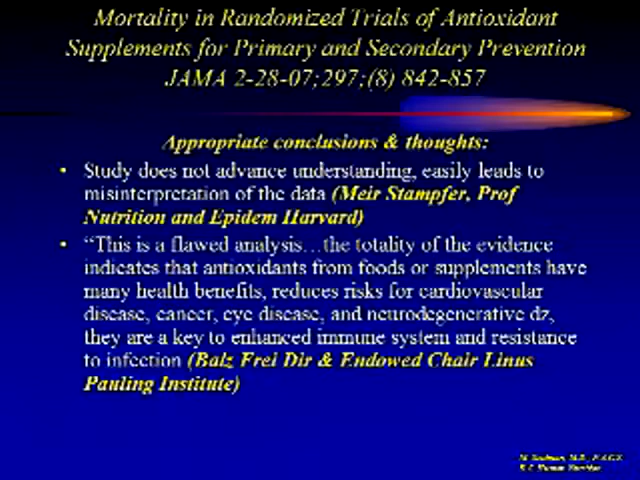 Mortality in Randomized Trials of Antioxidant
Supplements for Primary and Secondary Prevention
JAMA 2-28-07;297;(8) 842-857
Appropriate conclusions & thoughts:
• Study does not advance understanding, easily leads to
misinterpretation of the data (Meir Stampfer, Prof
Nutrition and Epidem Harvard)
• “This is a flawed analysis…the totality of the evidence
indicates that antioxidants from foods or supplements have
many health benefits, reduces risks for cardiovascular
disease, cancer, eye disease, and neurodegenerative dz,
they are a key to enhanced immune system and resistance
to infection (Balz Frei Dir & Endowed Chair Linus
Pauling Institute)